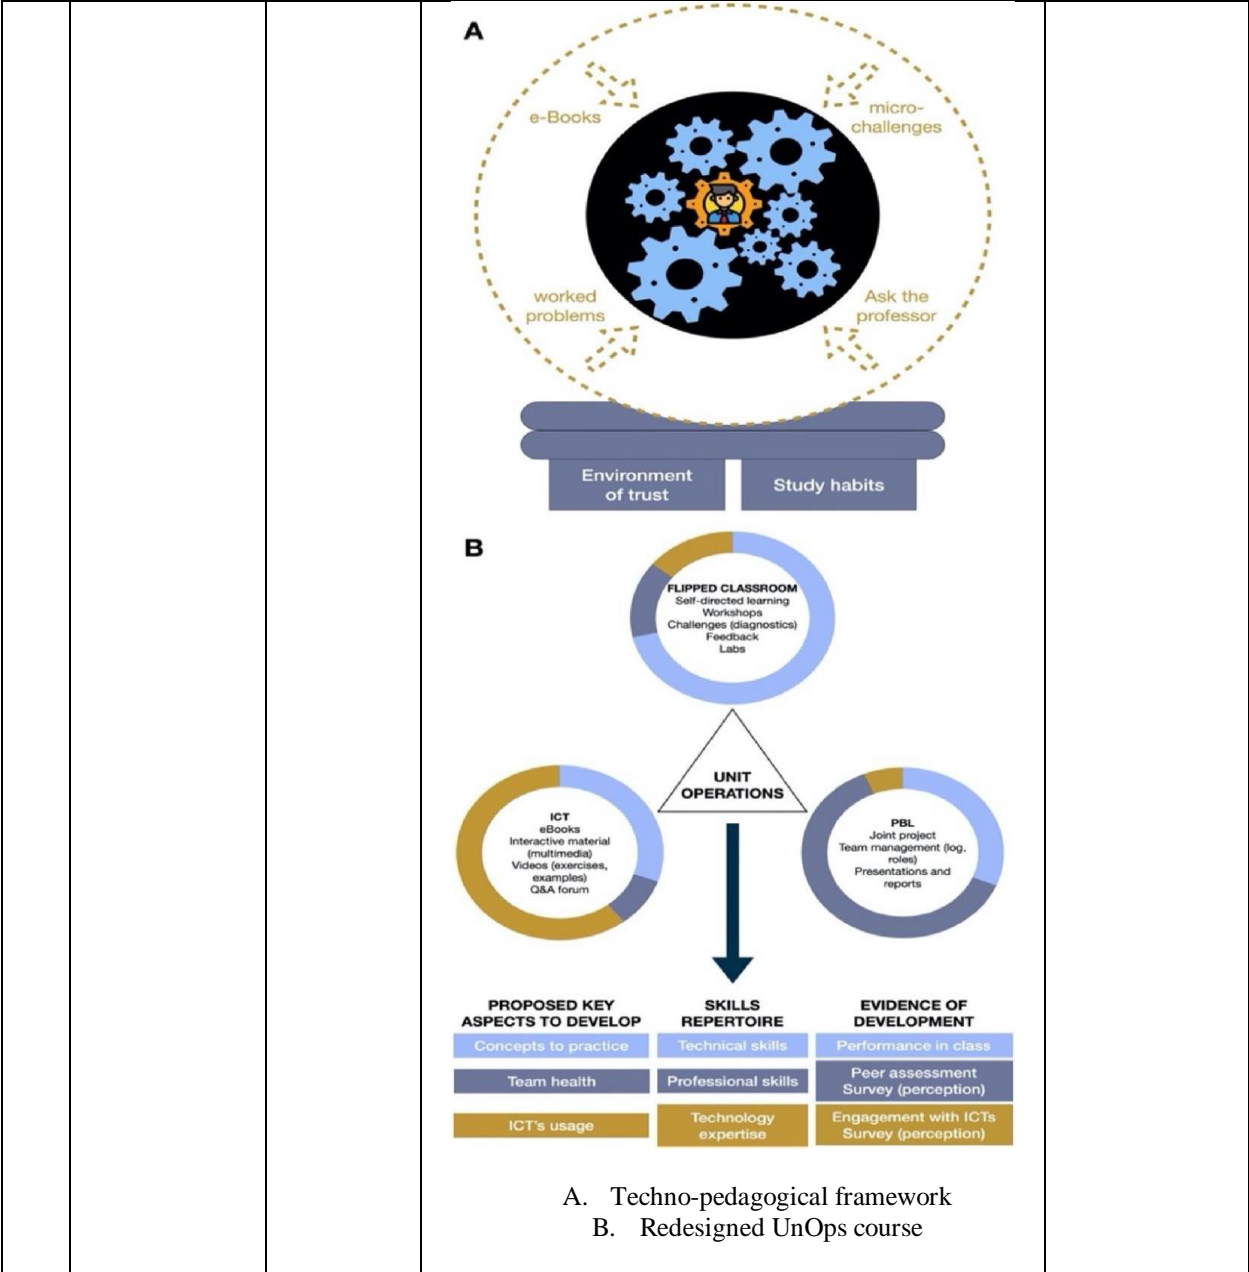 A
e-Books
micro-
challenges
worked
problems
Ask the
professor
Environment
of trust
Study habits
B
FLIPPED CLASSROOM
Self-directed learning
Workshops
Challenges (diagnostics)
Feedback
Labs
UNIT
OPERATIONS
ICT
eBooks
Interactive material
(multimedia)
Videos (exercises,
examples)
Q&A forum
PBL
Joint project
Team management (log,
roles)
Presentations and
reports
PROPOSED KEY
ASPECTS TO DEVELOP
SKILLS
REPERTOIRE
EVIDENCE OF
DEVELOPMENT
Concepts to practice
Technical skills
Performance in class
Team health
Professional skills
Peer assessment
Survey (perception)
ICT's usage
Technology
expertise
Engagement with ICTs
Survey (perception)
A. Techno-pedagogical framework
B. Redesigned UnOps course